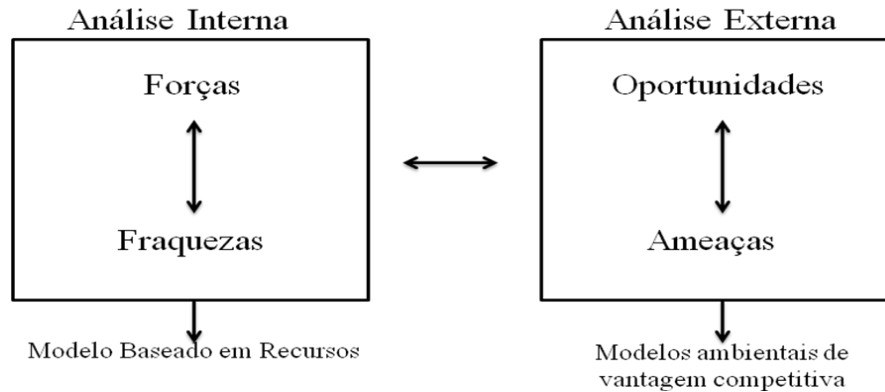 Análise Interna
Forças
Fraquezas
Modelo Baseado em Recursos
Análise Externa
Oportunidades
Ameaças
Modelos ambientais de
vantagem competitiva